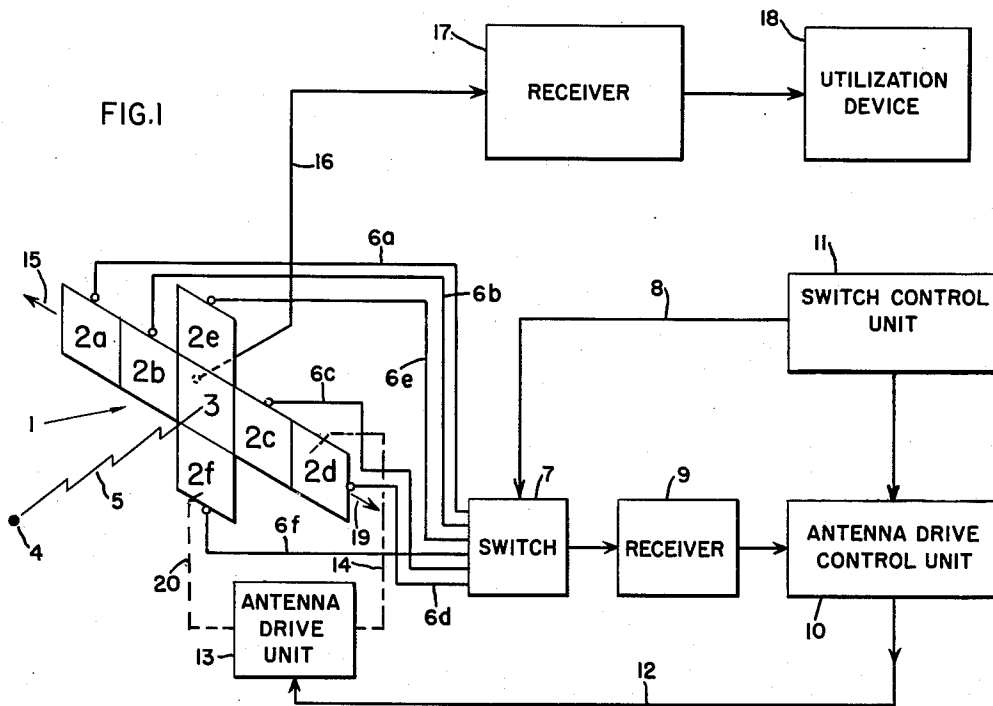 FIG.1
17
RECEIVER
18
UTILIZATION
DEVICE
16
6a
6b
15
2a
2b
2e
3
6e
6c
8
11
SWITCH CONTROL
UNIT
1
2c
2d
2f
5
4
19
7
SWITCH
9
RECEIVER
ANTENNA DRIVE
CONTROL UNIT
10
6f
14
6d
20
ANTENNA
DRIVE
UNIT
13
12